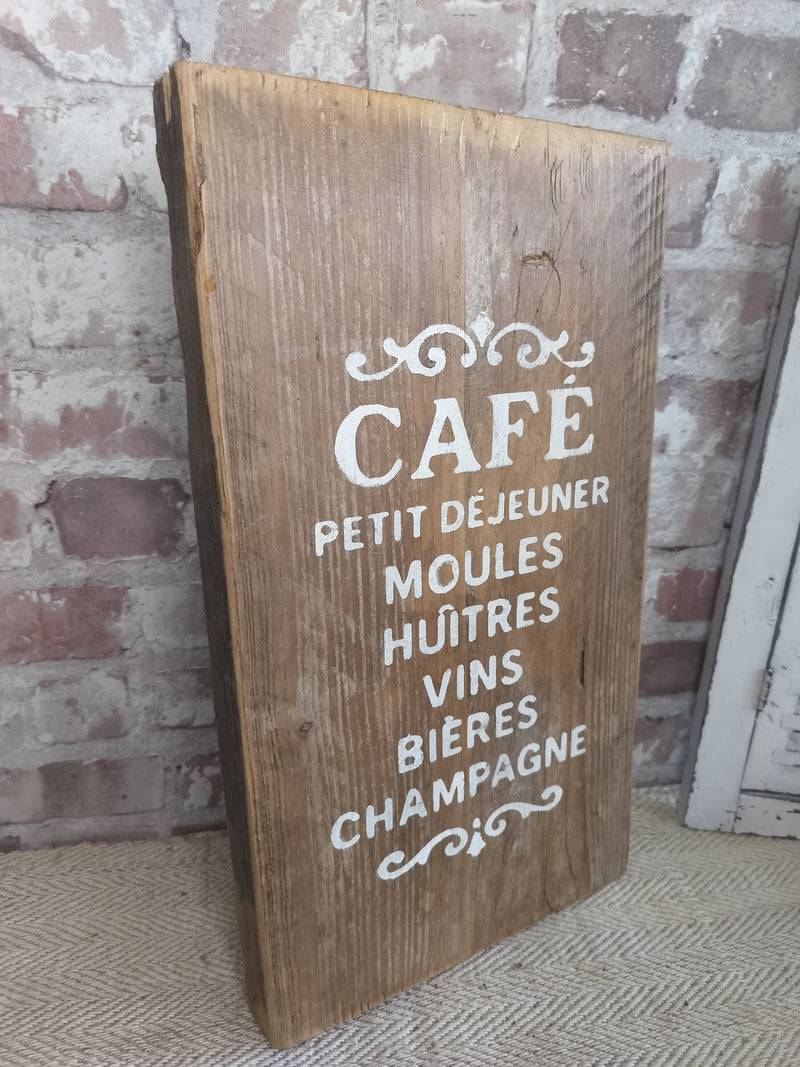 CAFÉ
PETIT DÉJEUNER
MOULES
HUÎTRES
VINS
BIÈRES
CHAMPAGNE